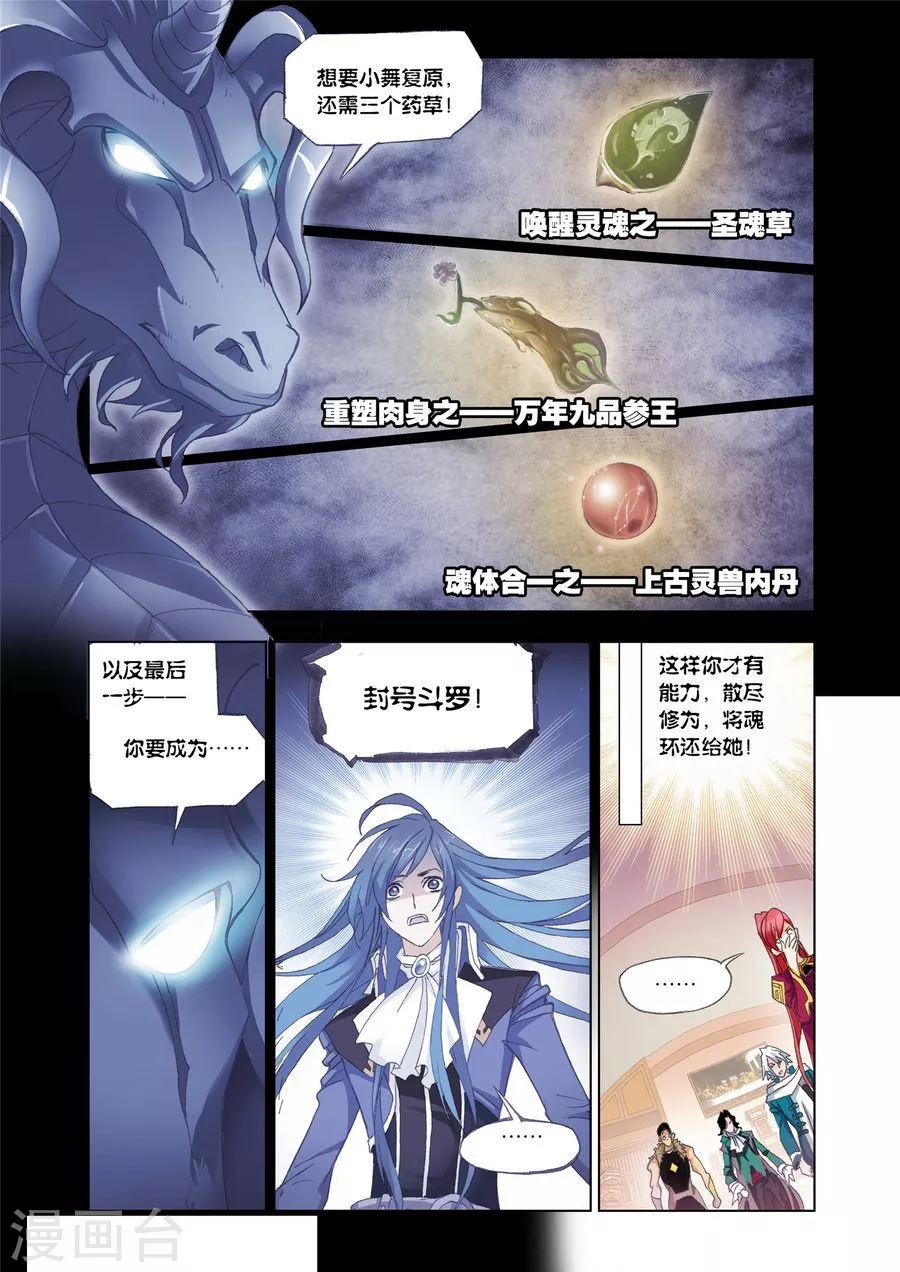 想要小舞复原，
还需三个药草！
唤醒灵魂之——圣魂草
重塑肉身之——万年九品参王
魂体合一之——上古灵兽内丹
以及最后
一步——
你要成为……
封号斗罗！
……
这样你才有
能力，散尽
修为，将魂
环还给她！
……
漫画台